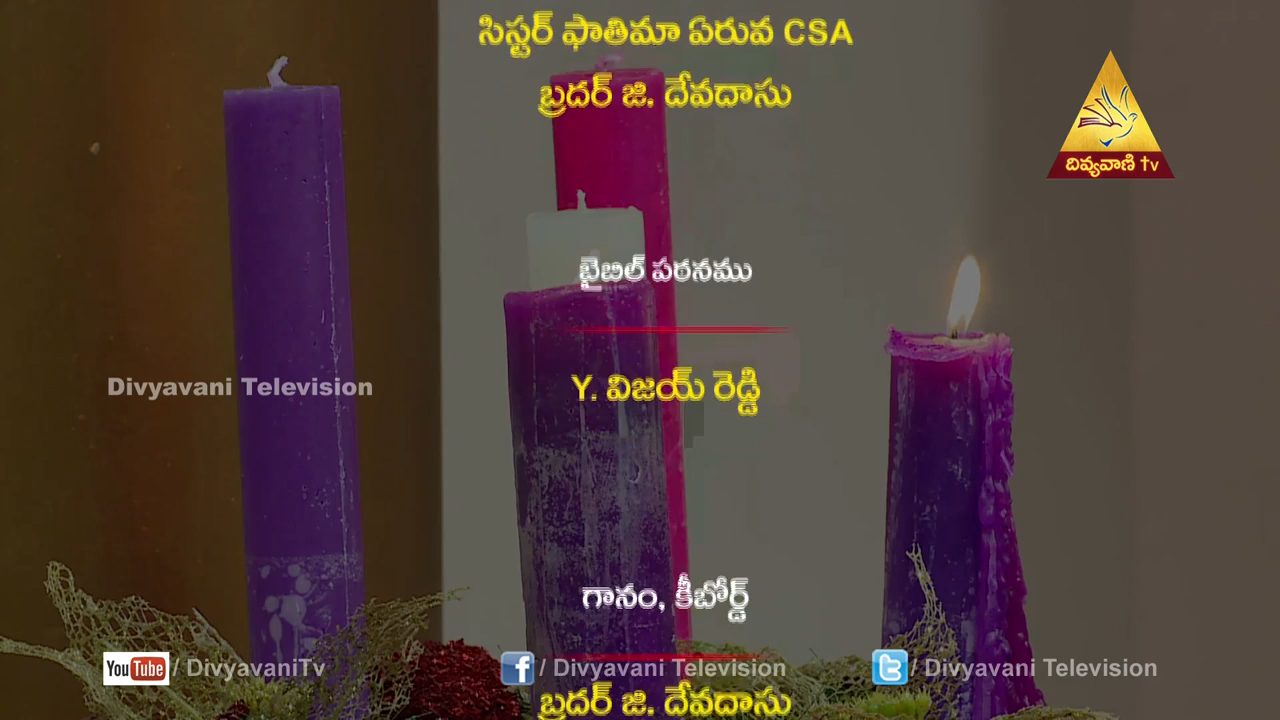 సిస్టర్ ఫాతిమా ఏరువ CSA
బ్రదర్ జి. దేవదాసు
దివ్యవాణి tv
బైబిల్ పఠనము
Y. విజయ్ రెడ్డి
Divyavani Television
గానం, కీబోర్డ్
YouTube / DivyavaniTv
f / Divyavani Television
t / Divyavani Television
బ్రదర్ జి. దేవదాసు